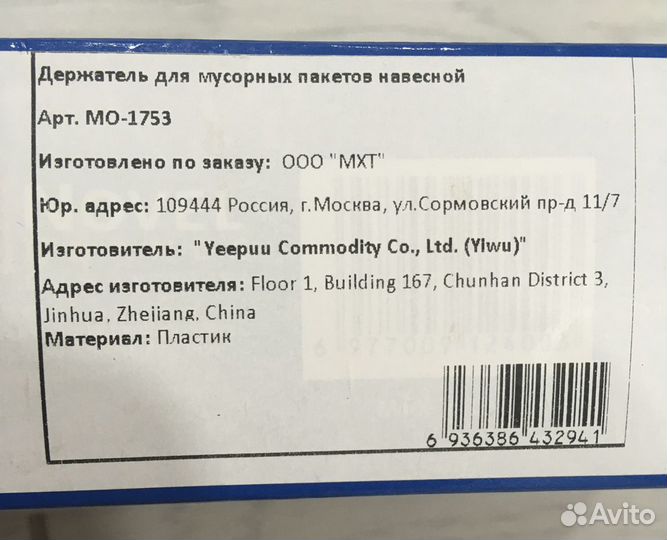 Держатель для мусорных пакетов навесной
Арт. МО-1753
Изготовлено по заказу: ООО "МХТ"
Юр. адрес: 109444 Россия, г.Москва, ул.Сормовский пр-д 11/7
Изготовитель: "Yeepuu Commodity Co., Ltd. (YIwu)"
Адрес изготовителя: Floor 1, Building 167, Chunhan District 3,
Jinhua, Zhejiang, China
Материал: Пластик
6 936386 432941
Avito